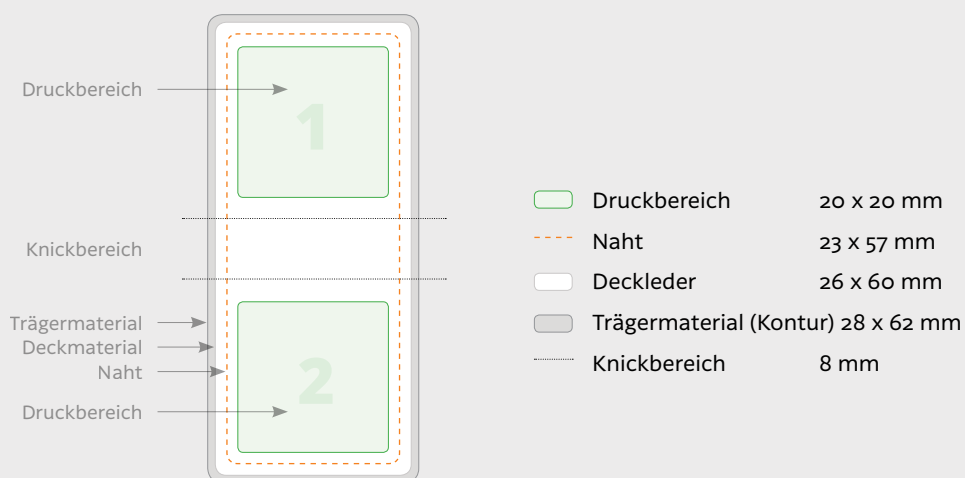 Druckbereich
1
Knickbereich
Trägermaterial
Deckmaterial
Naht
2
Druckbereich
Druckbereich 20 x 20 mm
Naht 23 x 57 mm
Deckleder 26 x 60 mm
Trägermaterial (Kontur) 28 x 62 mm
Knickbereich 8 mm